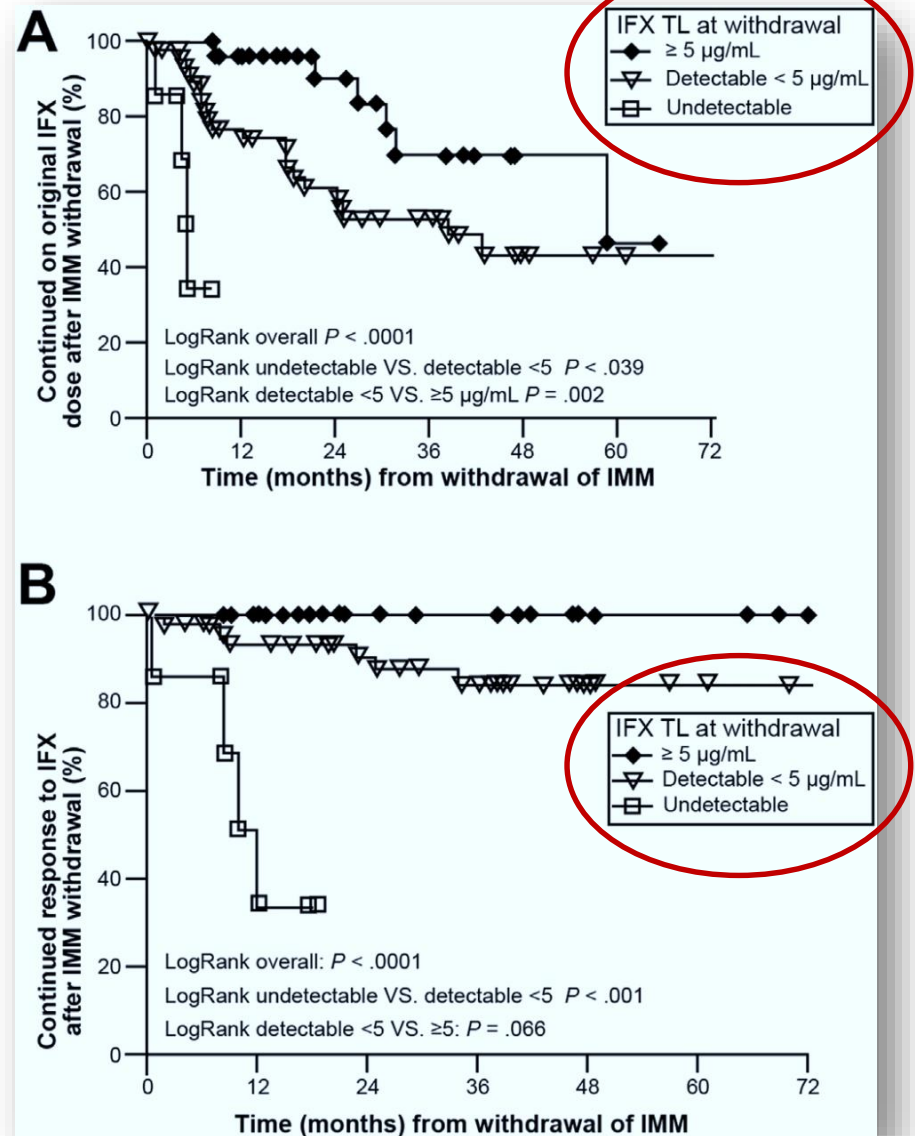 A
IFX TL at withdrawal
≥ 5 µg/mL
Detectable < 5 µg/mL
Undetectable
Continued on original IFX
dose after IMM withdrawal (%)
100
80
60
40
20
0
LogRank overall P < .0001
LogRank undetectable VS. detectable <5 P < .039
LogRank detectable <5 VS. ≥5 µg/mL P = .002
0 12 24 36 48 60 72
Time (months) from withdrawal of IMM
B
Continued response to IFX
after IMM withdrawal (%)
100
80
60
40
20
0
IFX TL at withdrawal
≥ 5 µg/mL
Detectable < 5 µg/mL
Undetectable
LogRank overall: P < .0001
LogRank undetectable VS. detectable <5 P < .001
LogRank detectable <5 VS. ≥5: P = .066
0 12 24 36 48 60 72
Time (months) from withdrawal of IMM